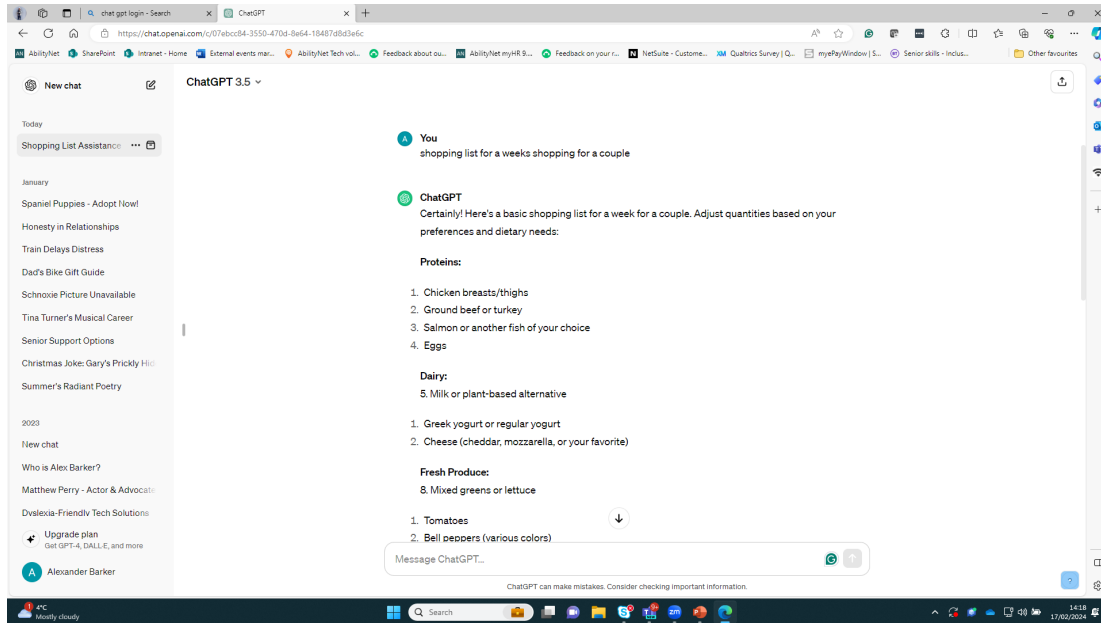 chat gpt login - Search
ChatGPT
https://chat.openai.com/c/07ebcc84-3550-470d-8e64-18487d8d3e6c
AbilityNet
SharePoint
Intranet - Home
External events mar...
AbilityNet Tech vol...
Feedback about ou...
AbilityNet myHR 9....
Feedback on your r...
NetSuite - Custome...
Qualtrics Survey | Q...
myePayWindow | S...
Senior skills - Inclus...
Other favourites
New chat
ChatGPT 3.5
Today
Shopping List Assistance
January
Spaniel Puppies - Adopt Now!
Honesty in Relationships
Train Delays Distress
Dad's Bike Gift Guide
Schnoxie Picture Unavailable
Tina Turner's Musical Career
Senior Support Options
Christmas Joke: Gary's Prickly Hic
Summer's Radiant Poetry
2023
New chat
Who is Alex Barker?
Matthew Perry - Actor & Advocate
Dyslexia-Friendly Tech Solutions
Upgrade plan
Get GPT-4, DALL·E, and more
A
Alexander Barker
A
You
shopping list for a weeks shopping for a couple
ChatGPT
Certainly! Here's a basic shopping list for a week for a couple. Adjust quantities based on your
preferences and dietary needs:
Proteins:
1. Chicken breasts/thighs
2. Ground beef or turkey
3. Salmon or another fish of your choice
4. Eggs
Dairy:
5. Milk or plant-based alternative
1. Greek yogurt or regular yogurt
2. Cheese (cheddar, mozzarella, or your favorite)
Fresh Produce:
8. Mixed greens or lettuce
1. Tomatoes
2. Bell peppers (various colors)
Message ChatGPT...
ChatGPT can make mistakes. Consider checking important information.
?
4°C
Mostly cloudy
Search
14:18
17/02/2024